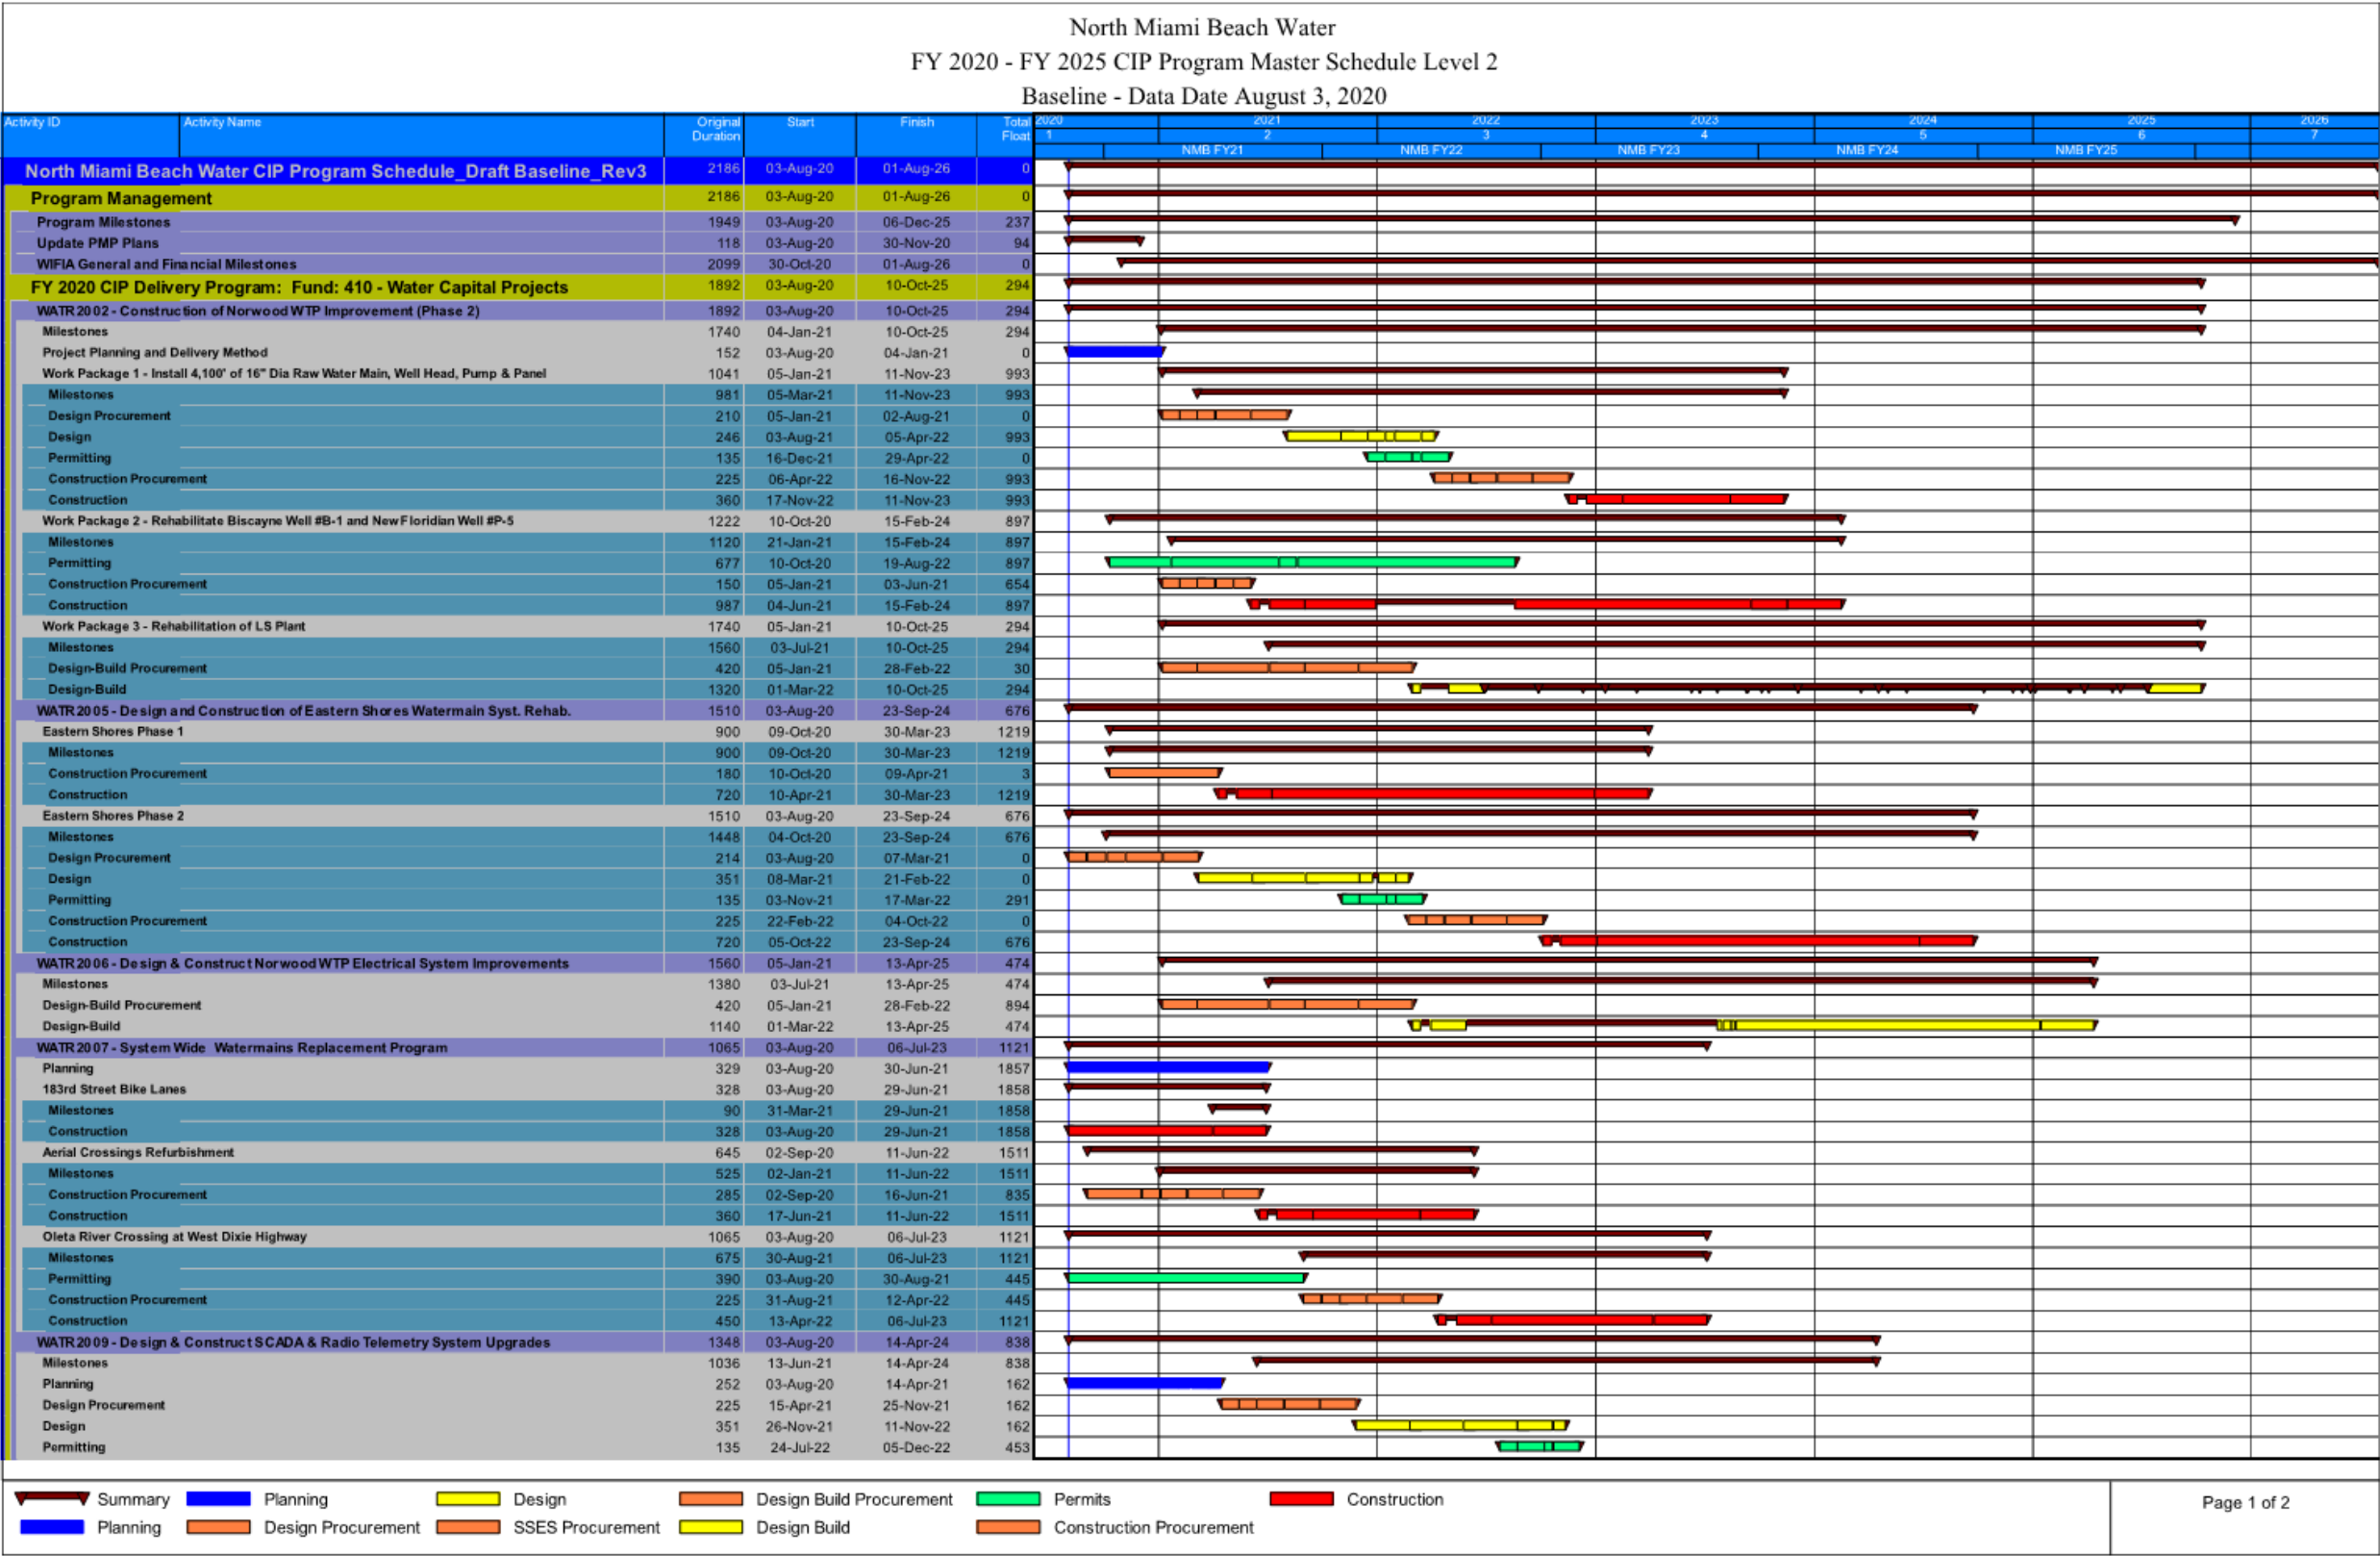 North Miami Beach Water
FY 2020 - FY 2025 CIP Program Master Schedule Level 2
Baseline - Data Date August 3, 2020
Activity ID Activity Name Original Duration Start Finish Total Float 2020 2021 2022 2023 2024 2025 2026
1 2 3 4 5 6 7
NMB FY21 NMB FY22 NMB FY23 NMB FY24 NMB FY25
North Miami Beach Water CIP Program Schedule_Draft Baseline_Rev3 2186 03-Aug-20 01-Aug-26 0
Program Management 2186 03-Aug-20 01-Aug-26 0
Program Milestones 1949 03-Aug-20 06-Dec-25 237
Update PMP Plans 118 03-Aug-20 30-Nov-20 94
WIFIA General and Financial Milestones 2099 30-Oct-20 01-Aug-26 0
FY 2020 CIP Delivery Program: Fund: 410 - Water Capital Projects 1892 03-Aug-20 10-Oct-25 294
WATR2002 - Construction of Norwood WTP Improvement (Phase 2) 1892 03-Aug-20 10-Oct-25 294
Milestones 1740 04-Jan-21 10-Oct-25 294
Project Planning and Delivery Method 152 03-Aug-20 04-Jan-21 0
Work Package 1 - Install 4,100' of 16" Dia Raw Water Main, Well Head, Pump & Panel 1041 05-Jan-21 11-Nov-23 993
Milestones 981 05-Mar-21 11-Nov-23 993
Design Procurement 210 05-Jan-21 02-Aug-21 0
Design 246 03-Aug-21 05-Apr-22 993
Permitting 135 16-Dec-21 29-Apr-22 0
Construction Procurement 225 06-Apr-22 16-Nov-22 993
Construction 360 17-Nov-22 11-Nov-23 993
Work Package 2 - Rehabilitate Biscayne Well #B-1 and New Floridian Well #P-5 1222 10-Oct-20 15-Feb-24 897
Milestones 1120 21-Jan-21 15-Feb-24 897
Permitting 677 10-Oct-20 19-Aug-22 897
Construction Procurement 150 05-Jan-21 03-Jun-21 654
Construction 987 04-Jun-21 15-Feb-24 897
Work Package 3 - Rehabilitation of LS Plant 1740 05-Jan-21 10-Oct-25 294
Milestones 1560 03-Jul-21 10-Oct-25 294
Design-Build Procurement 420 05-Jan-21 28-Feb-22 30
Design-Build 1320 01-Mar-22 10-Oct-25 294
WATR2005 - Design and Construction of Eastern Shores Watermain Syst. Rehab. 1510 03-Aug-20 23-Sep-24 676
Eastern Shores Phase 1 900 09-Oct-20 30-Mar-23 1219
Milestones 900 09-Oct-20 30-Mar-23 1219
Construction Procurement 180 10-Oct-20 09-Apr-21 3
Construction 720 10-Apr-21 30-Mar-23 1219
Eastern Shores Phase 2 1510 03-Aug-20 23-Sep-24 676
Milestones 1448 04-Oct-20 23-Sep-24 676
Design Procurement 214 03-Aug-20 07-Mar-21 0
Design 351 08-Mar-21 21-Feb-22 0
Permitting 135 03-Nov-21 17-Mar-22 291
Construction Procurement 225 22-Feb-22 04-Oct-22 0
Construction 720 05-Oct-22 23-Sep-24 676
WATR2006 - Design & Construct Norwood WTP Electrical System Improvements 1560 05-Jan-21 13-Apr-25 474
Milestones 1380 03-Jul-21 13-Apr-25 474
Design-Build Procurement 420 05-Jan-21 28-Feb-22 894
Design-Build 1140 01-Mar-22 13-Apr-25 474
WATR2007 - System Wide Watermains Replacement Program 1065 03-Aug-20 06-Jul-23 1121
Planning 329 03-Aug-20 30-Jun-21 1857
183rd Street Bike Lanes 328 03-Aug-20 29-Jun-21 1858
Milestones 90 31-Mar-21 29-Jun-21 1858
Construction 328 03-Aug-20 29-Jun-21 1858
Aerial Crossings Refurbishment 645 02-Sep-20 11-Jun-22 1511
Milestones 525 02-Jan-21 11-Jun-22 1511
Construction Procurement 285 02-Sep-20 16-Jun-21 835
Construction 360 17-Jun-21 11-Jun-22 1511
Oleta River Crossing at West Dixie Highway 1065 03-Aug-20 06-Jul-23 1121
Milestones 675 30-Aug-21 06-Jul-23 1121
Permitting 390 03-Aug-20 30-Aug-21 445
Construction Procurement 225 31-Aug-21 12-Apr-22 445
Construction 450 13-Apr-22 06-Jul-23 1121
WATR2009 - Design & Construct SCADA & Radio Telemetry System Upgrades 1348 03-Aug-20 14-Apr-24 838
Milestones 1036 13-Jun-21 14-Apr-24 838
Planning 252 03-Aug-20 14-Apr-21 162
Design Procurement 225 15-Apr-21 25-Nov-21 162
Design 351 26-Nov-21 11-Nov-22 162
Permitting 135 24-Jul-22 05-Dec-22 453
Summary Planning Design Design Build Procurement Permits Construction
Planning Design Procurement SSES Procurement Design Build Construction Procurement
Page 1 of 2